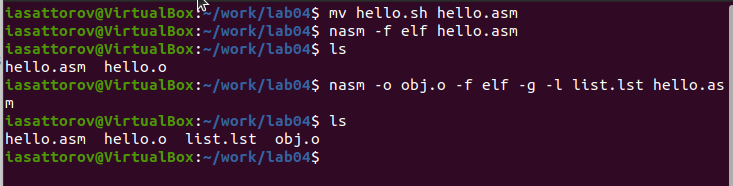 iasattorov@VirtualBox:~/work/lab04$ mv hello.sh hello.asm
iasattorov@VirtualBox:~/work/lab04$ nasm -f elf hello.asm
iasattorov@VirtualBox:~/work/lab04$ ls
hello.asm  hello.o
iasattorov@VirtualBox:~/work/lab04$ nasm -o obj.o -f elf -g -l list.lst hello.as
m
iasattorov@VirtualBox:~/work/lab04$ ls
hello.asm  hello.o  list.lst  obj.o
iasattorov@VirtualBox:~/work/lab04$